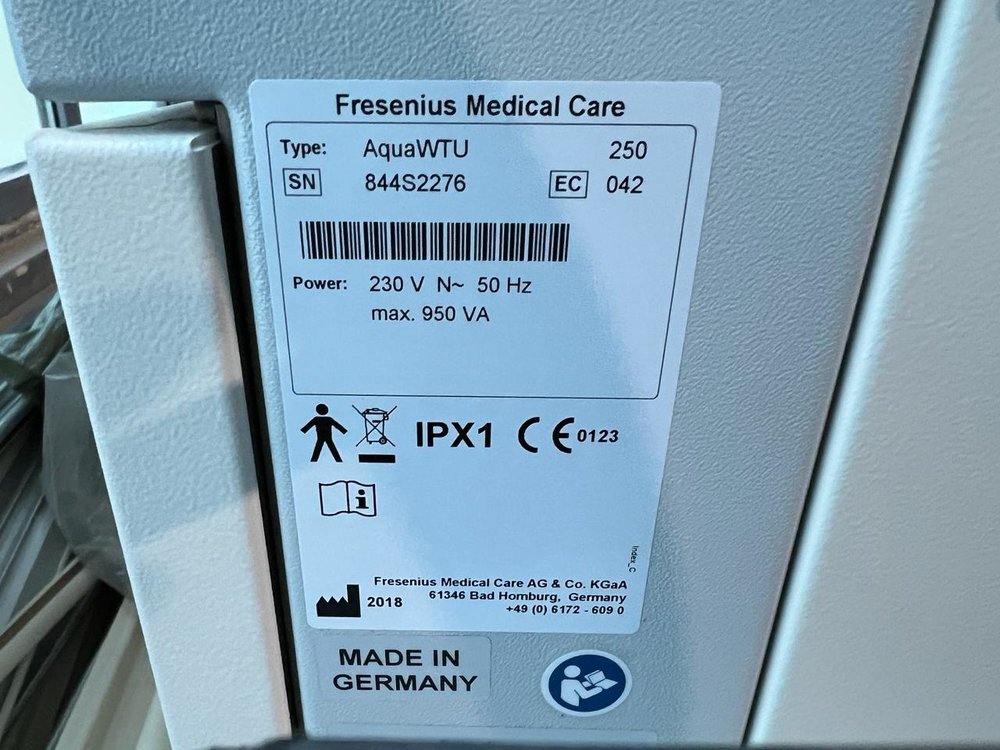 Fresenius Medical Care
Type: AquaWTU 250
SN 844S2276 EC 042
Power: 230 V N~ 50 Hz
max. 950 VA
IPX1 CE 0123
i
Index_C
Fresenius Medical Care AG & Co. KGaA
2018 61346 Bad Homburg, Germany
+49 (0) 6172 - 609 0
MADE IN
GERMANY